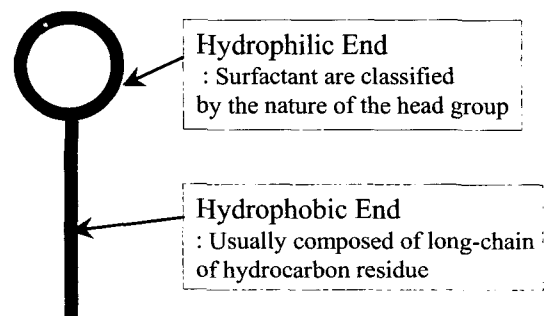 Hydrophilic End
: Surfactant are classified
by the nature of the head group
Hydrophobic End
: Usually composed of long-chain
of hydrocarbon residue